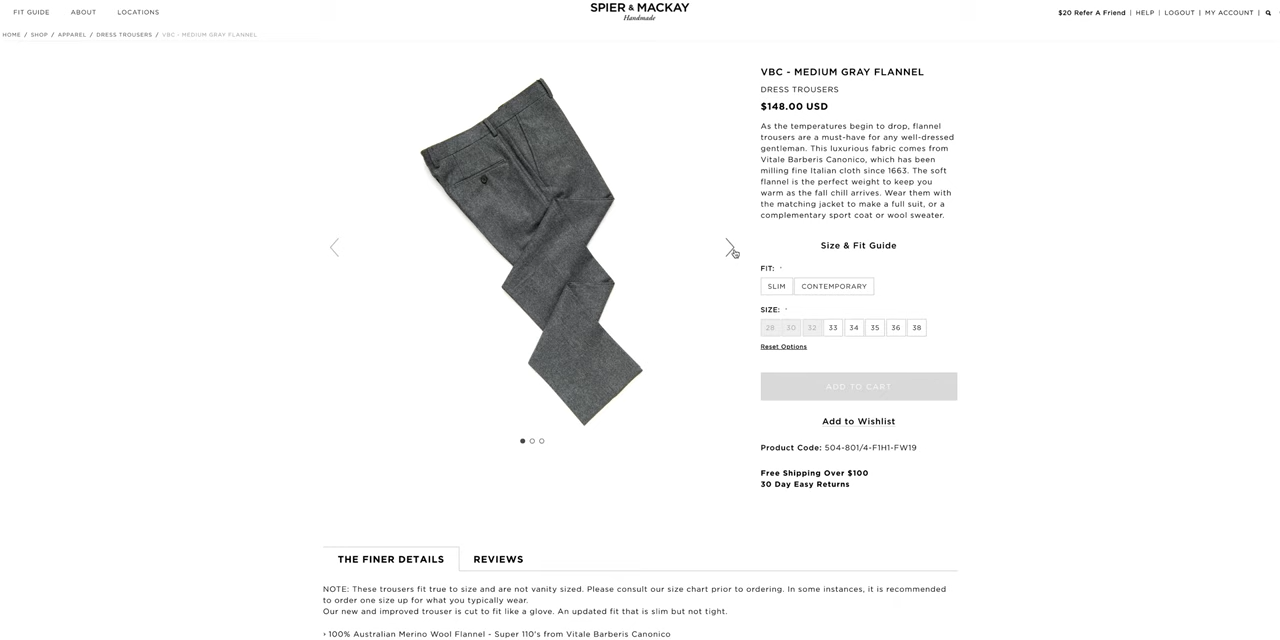 FIT GUIDE ABOUT LOCATIONS
SPIER & MACKAY
Handmade
$20 Refer A Friend | HELP | LOGOUT | MY ACCOUNT |
HOME / SHOP / APPAREL / DRESS TROUSERS / VBC - MEDIUM GRAY FLANNEL
VBC - MEDIUM GRAY FLANNEL
DRESS TROUSERS
$148.00 USD
As the temperatures begin to drop, flannel
trousers are a must-have for any well-dressed
gentleman. This luxurious fabric comes from
Vitale Barberis Canonico, which has been
milling fine Italian cloth since 1663. The soft
flannel is the perfect weight to keep you
warm as the fall chill arrives. Wear them with
the matching jacket to make a full suit, or a
complementary sport coat or wool sweater.
Size & Fit Guide
FIT: *
SLIM CONTEMPORARY
SIZE: *
28 30 32 33 34 35 36 38
Reset Options
ADD TO CART
Add to Wishlist
Product Code: 504-801/4-F1H1-FW19
Free Shipping Over $100
30 Day Easy Returns
THE FINER DETAILS REVIEWS
NOTE: These trousers fit true to size and are not vanity sized. Please consult our size chart prior to ordering. In some instances, it is recommended
to order one size up for what you typically wear.
Our new and improved trouser is cut to fit like a glove. An updated fit that is slim but not tight.
› 100% Australian Merino Wool Flannel - Super 110's from Vitale Barberis Canonico